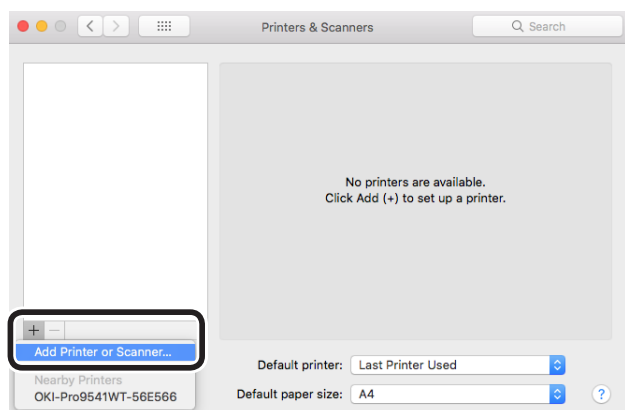 Printers & Scanners
Search
No printers are available.
Click Add (+) to set up a printer.
+ −
Add Printer or Scanner...
Nearby Printers
OKI-Pro9541WT-56E566
Default printer: Last Printer Used
Default paper size: A4
?